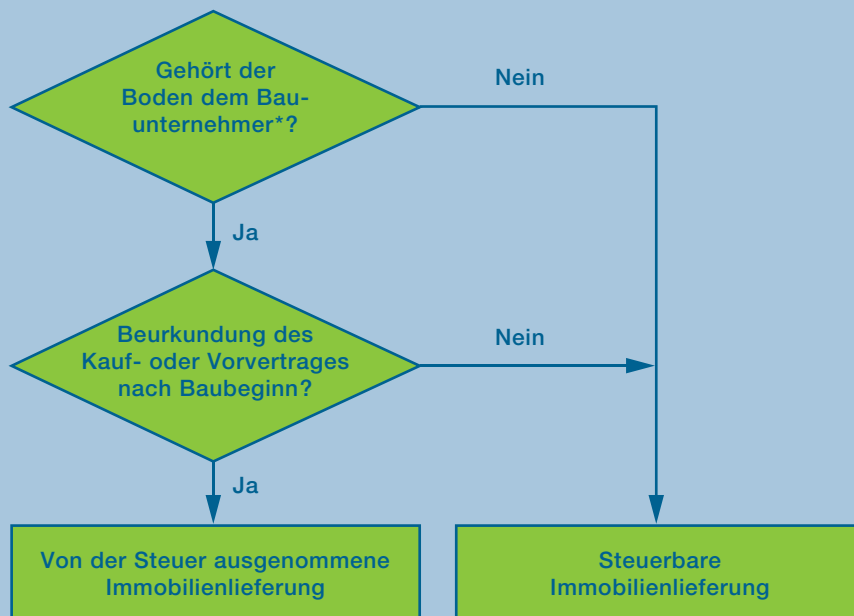 Gehört der
Boden dem Bau-
unternehmer*?
Nein
Ja
Beurkundung des
Kauf- oder Vorvertrages
nach Baubeginn?
Nein
Ja
Von der Steuer ausgenommene
Immobilienlieferung
Steuerbare
Immobilienlieferung